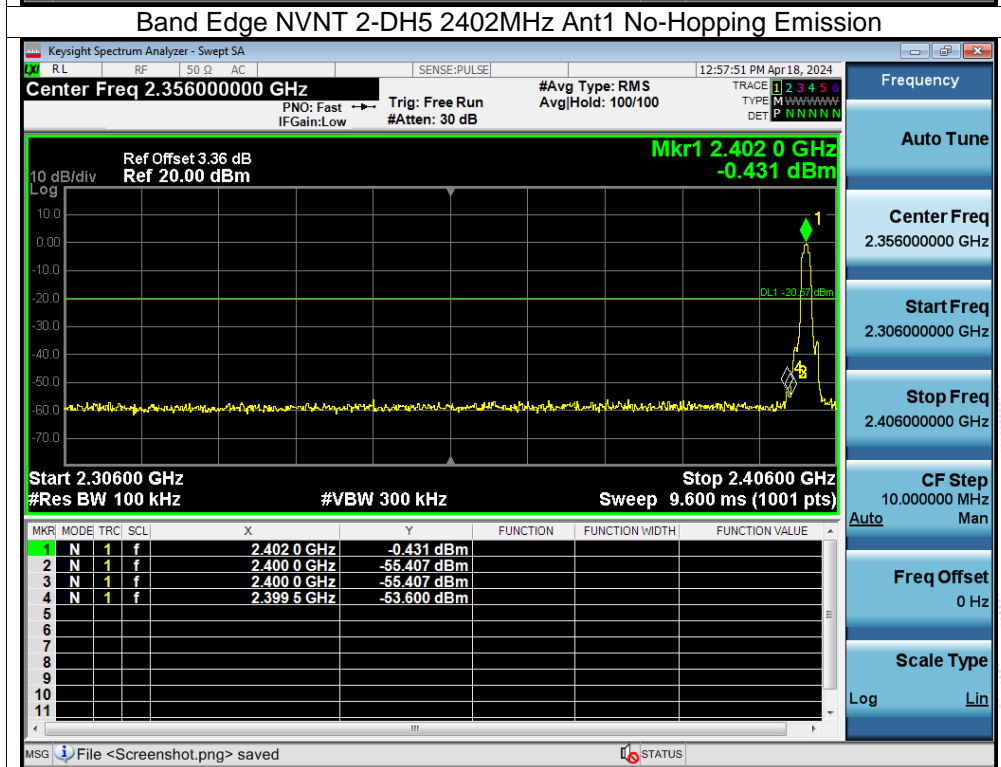 Band Edge NVNT 2-DH5 2402MHz Ant1 No-Hopping Emission
Keysight Spectrum Analyzer - Swept SA
LXI RL RF 50 Ω AC SENSE:PULSE 12:57:51 PM Apr 18, 2024
Center Freq 2.356000000 GHz #Avg Type: RMS TRACE 1 2 3 4 5 6
PNO: Fast Trig: Free Run Avg|Hold: 100/100 TYPE M WWWWW
IFGain:Low #Atten: 30 dB DET P N N N N N
Ref Offset 3.36 dB Mkr1 2.402 0 GHz
10 dB/div Ref 20.00 dBm -0.431 dBm
Log
10.0 1
0.00
-10.0
-20.0 DL1 -20.57 dBm
-30.0
-40.0
-50.0 4
-60.0
-70.0
Start 2.30600 GHz Stop 2.40600 GHz
#Res BW 100 kHz #VBW 300 kHz Sweep 9.600 ms (1001 pts)
MKR MODE TRC SCL X Y FUNCTION FUNCTION WIDTH FUNCTION VALUE
1 N 1 f 2.402 0 GHz -0.431 dBm
2 N 1 f 2.400 0 GHz -55.407 dBm
3 N 1 f 2.400 0 GHz -55.407 dBm
4 N 1 f 2.399 5 GHz -53.600 dBm
5
6
7
8
9
10
11
MSG File <Screenshot.png> saved STATUS
Frequency
Auto Tune
Center Freq
2.356000000 GHz
Start Freq
2.306000000 GHz
Stop Freq
2.406000000 GHz
CF Step
10.000000 MHz
Auto Man
Freq Offset
0 Hz
Scale Type
Log Lin